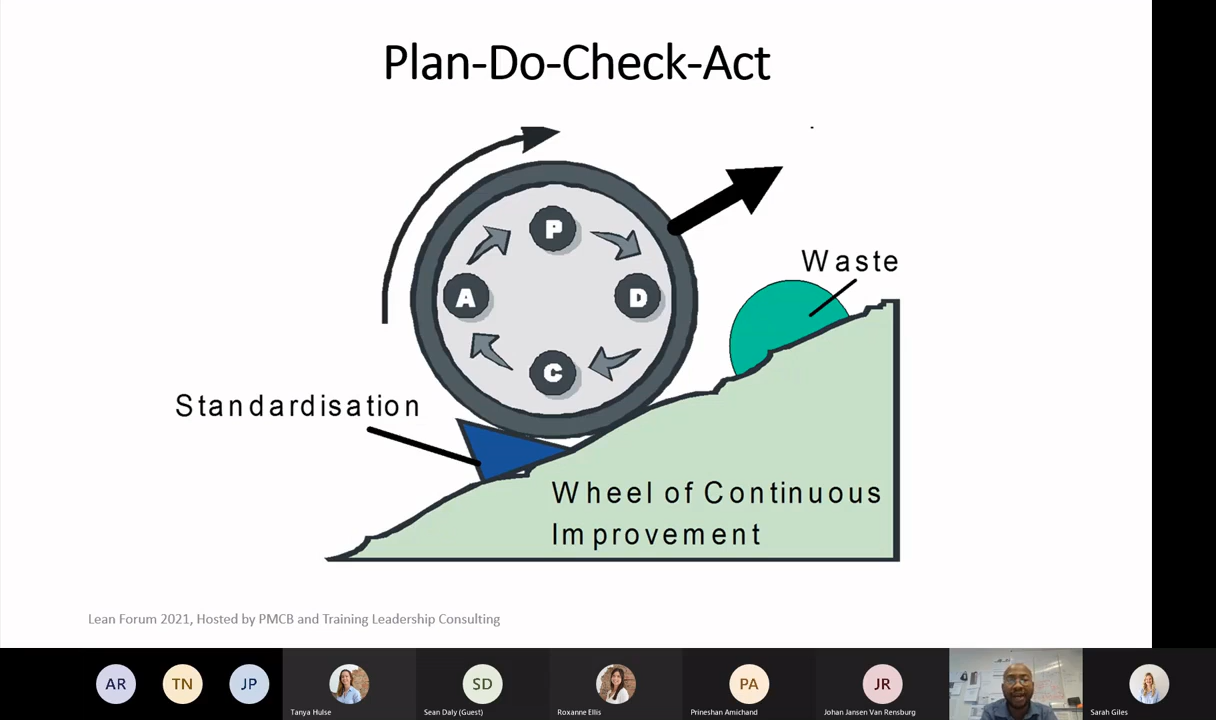 Plan-Do-Check-Act
P
A
D
C
Waste
Standardisation
Wheel of Continuous
Improvement
Lean Forum 2021, Hosted by PMCB and Training Leadership Consulting
AR
TN
JP
SD
PA
JR
Tanya Hulse
Sean Daly (Guest)
Roxanne Ellis
Prineshan Amichand
Johan Jansen Van Rensburg
Sarah Giles